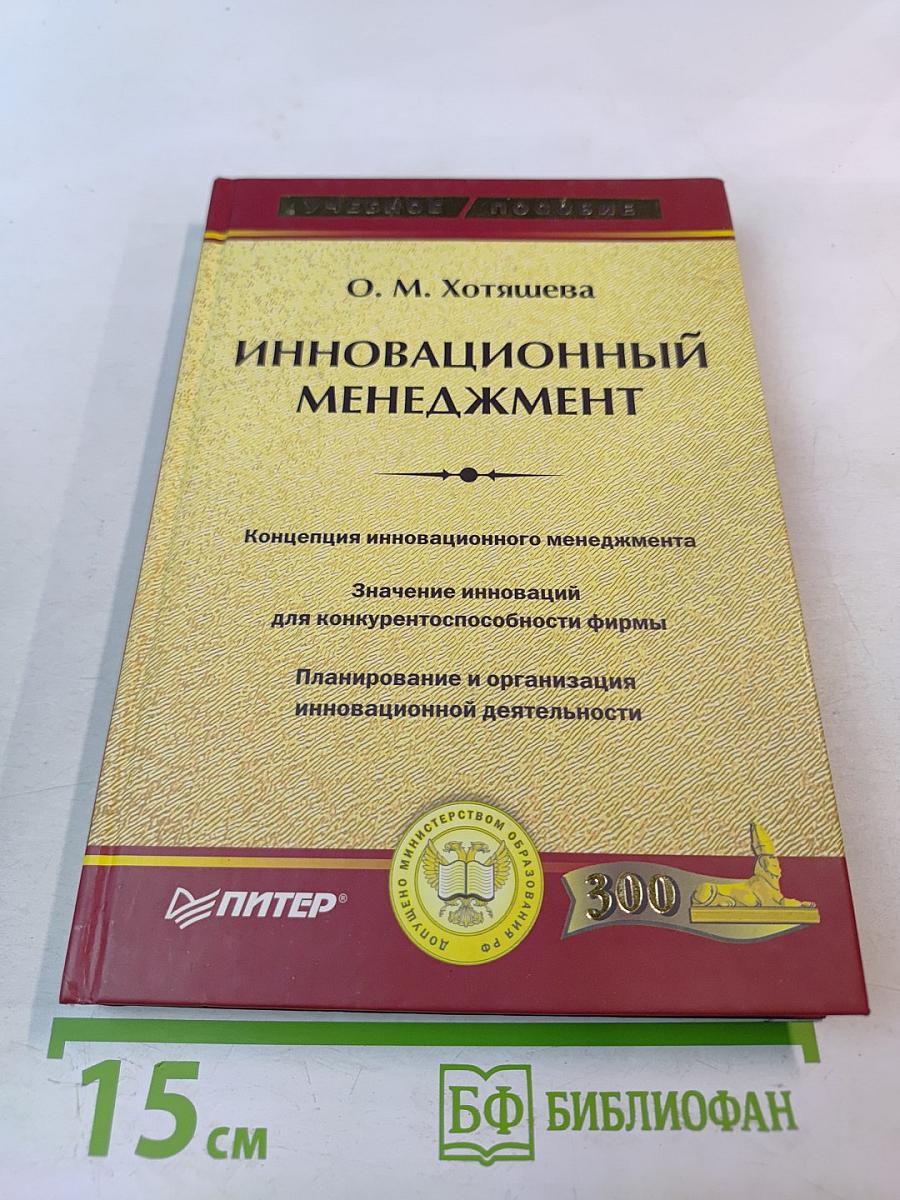 УЧЕБНОЕ / ПОСОБИЕ
О. М. Хотяшева
ИННОВАЦИОННЫЙ
МЕНЕДЖМЕНТ
Концепция инновационного менеджмента
Значение инноваций
для конкурентоспособности фирмы
Планирование и организация
инновационной деятельности
ПИТЕР®
ДОПУЩЕНО МИНИСТЕРСТВОМ ОБРАЗОВАНИЯ РФ
300
15 см
БФ БИБЛИОФАН